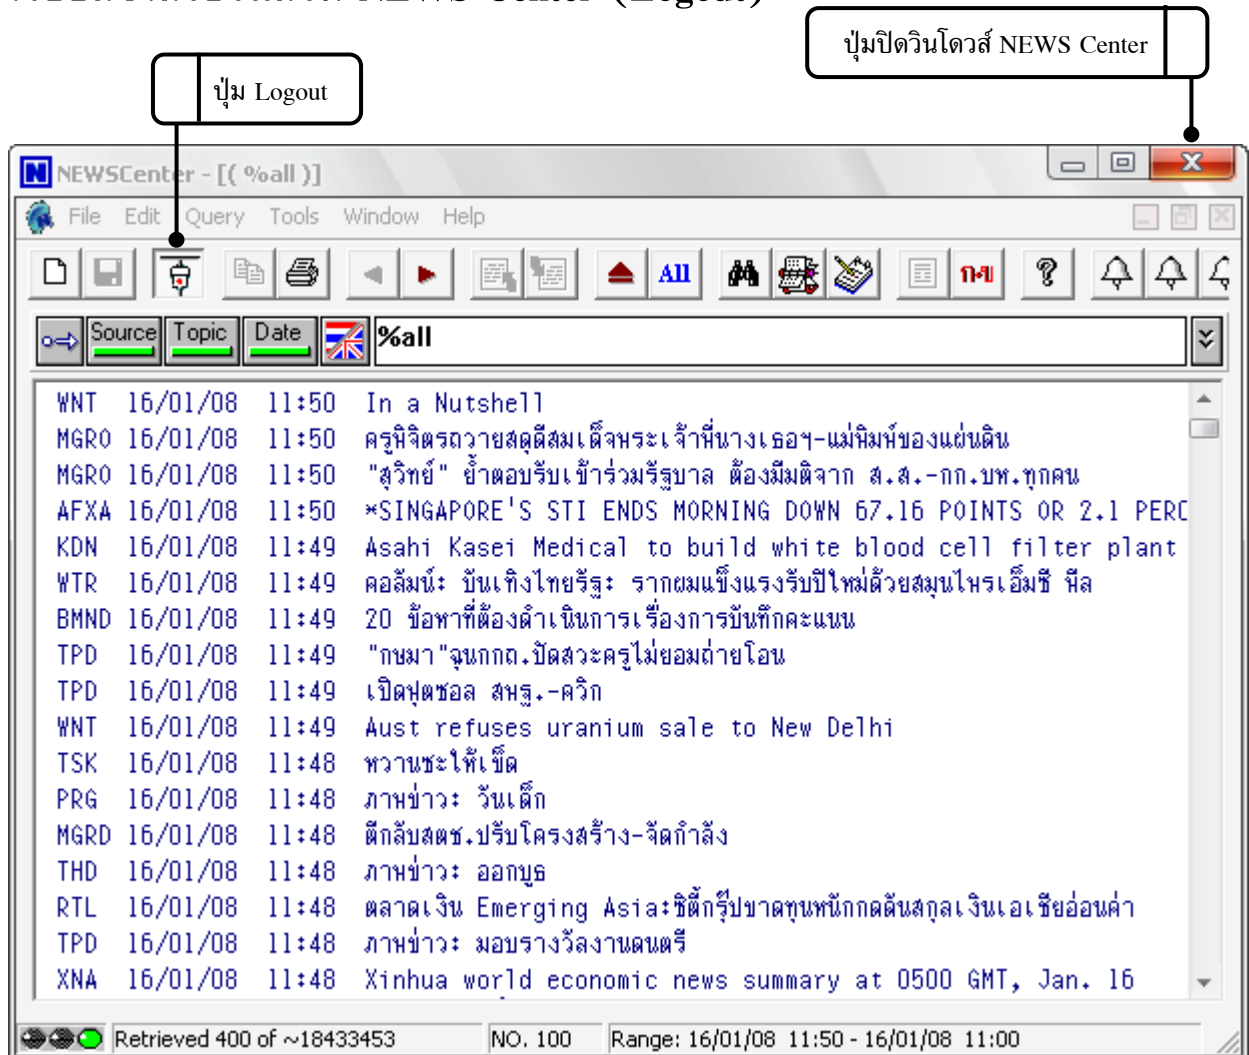 NEWS Center (Logout)
ปุ่มปิดวินโดวส์ NEWS Center
ปุ่ม Logout
NEWSCenter - [( %all )]
File Edit Query Tools Window Help
All ก-ฃ
Source Topic Date %all
WNT 16/01/08 11:50 In a Nutshell
MGRO 16/01/08 11:50 ครูพิจิตรถวายสดุดีสมเด็จพระเจ้าพี่นางเธอฯ-แม่พิมพ์ของแผ่นดิน
MGRO 16/01/08 11:50 "สุวิทย์" ย้ำตอบรับเข้าร่วมรัฐบาล ต้องมีมติจาก ส.ส.-กก.บห.ทุกคน
AFXA 16/01/08 11:50 *SINGAPORE'S STI ENDS MORNING DOWN 67.16 POINTS OR 2.1 PERC
KDN 16/01/08 11:49 Asahi Kasei Medical to build white blood cell filter plant
WTR 16/01/08 11:49 คอลัมน์: บันเทิงไทยรัฐ: รากผมแข็งแรงรับปีใหม่ด้วยสมุนไพรเอ็มซี พีล
BMND 16/01/08 11:49 20 ข้อหาที่ต้องดำเนินการเรื่องการบันทึกคะแนน
TPD 16/01/08 11:49 "กษมา"ฉุนกกถ.ปัดสวะครูไม่ยอมถ่ายโอน
TPD 16/01/08 11:49 เปิดฟุตซอล สพฐ.-ควิก
WNT 16/01/08 11:49 Aust refuses uranium sale to New Delhi
TSK 16/01/08 11:48 หวานซะให้เข็ด
PRG 16/01/08 11:48 ภาพข่าว: วันเด็ก
MGRD 16/01/08 11:48 ตีกลับสตช.ปรับโครงสร้าง-จัดกำลัง
THD 16/01/08 11:48 ภาพข่าว: ออกบูธ
RTL 16/01/08 11:48 ตลาดเงิน Emerging Asia:ซิตี้กรุ๊ปขาดทุนหนักกดดันสกุลเงินเอเชียอ่อนค่า
TPD 16/01/08 11:48 ภาพข่าว: มอบรางวัลงานดนตรี
XNA 16/01/08 11:48 Xinhua world economic news summary at 0500 GMT, Jan. 16
Retrieved 400 of ~18433453 NO. 100 Range: 16/01/08 11:50 - 16/01/08 11:00